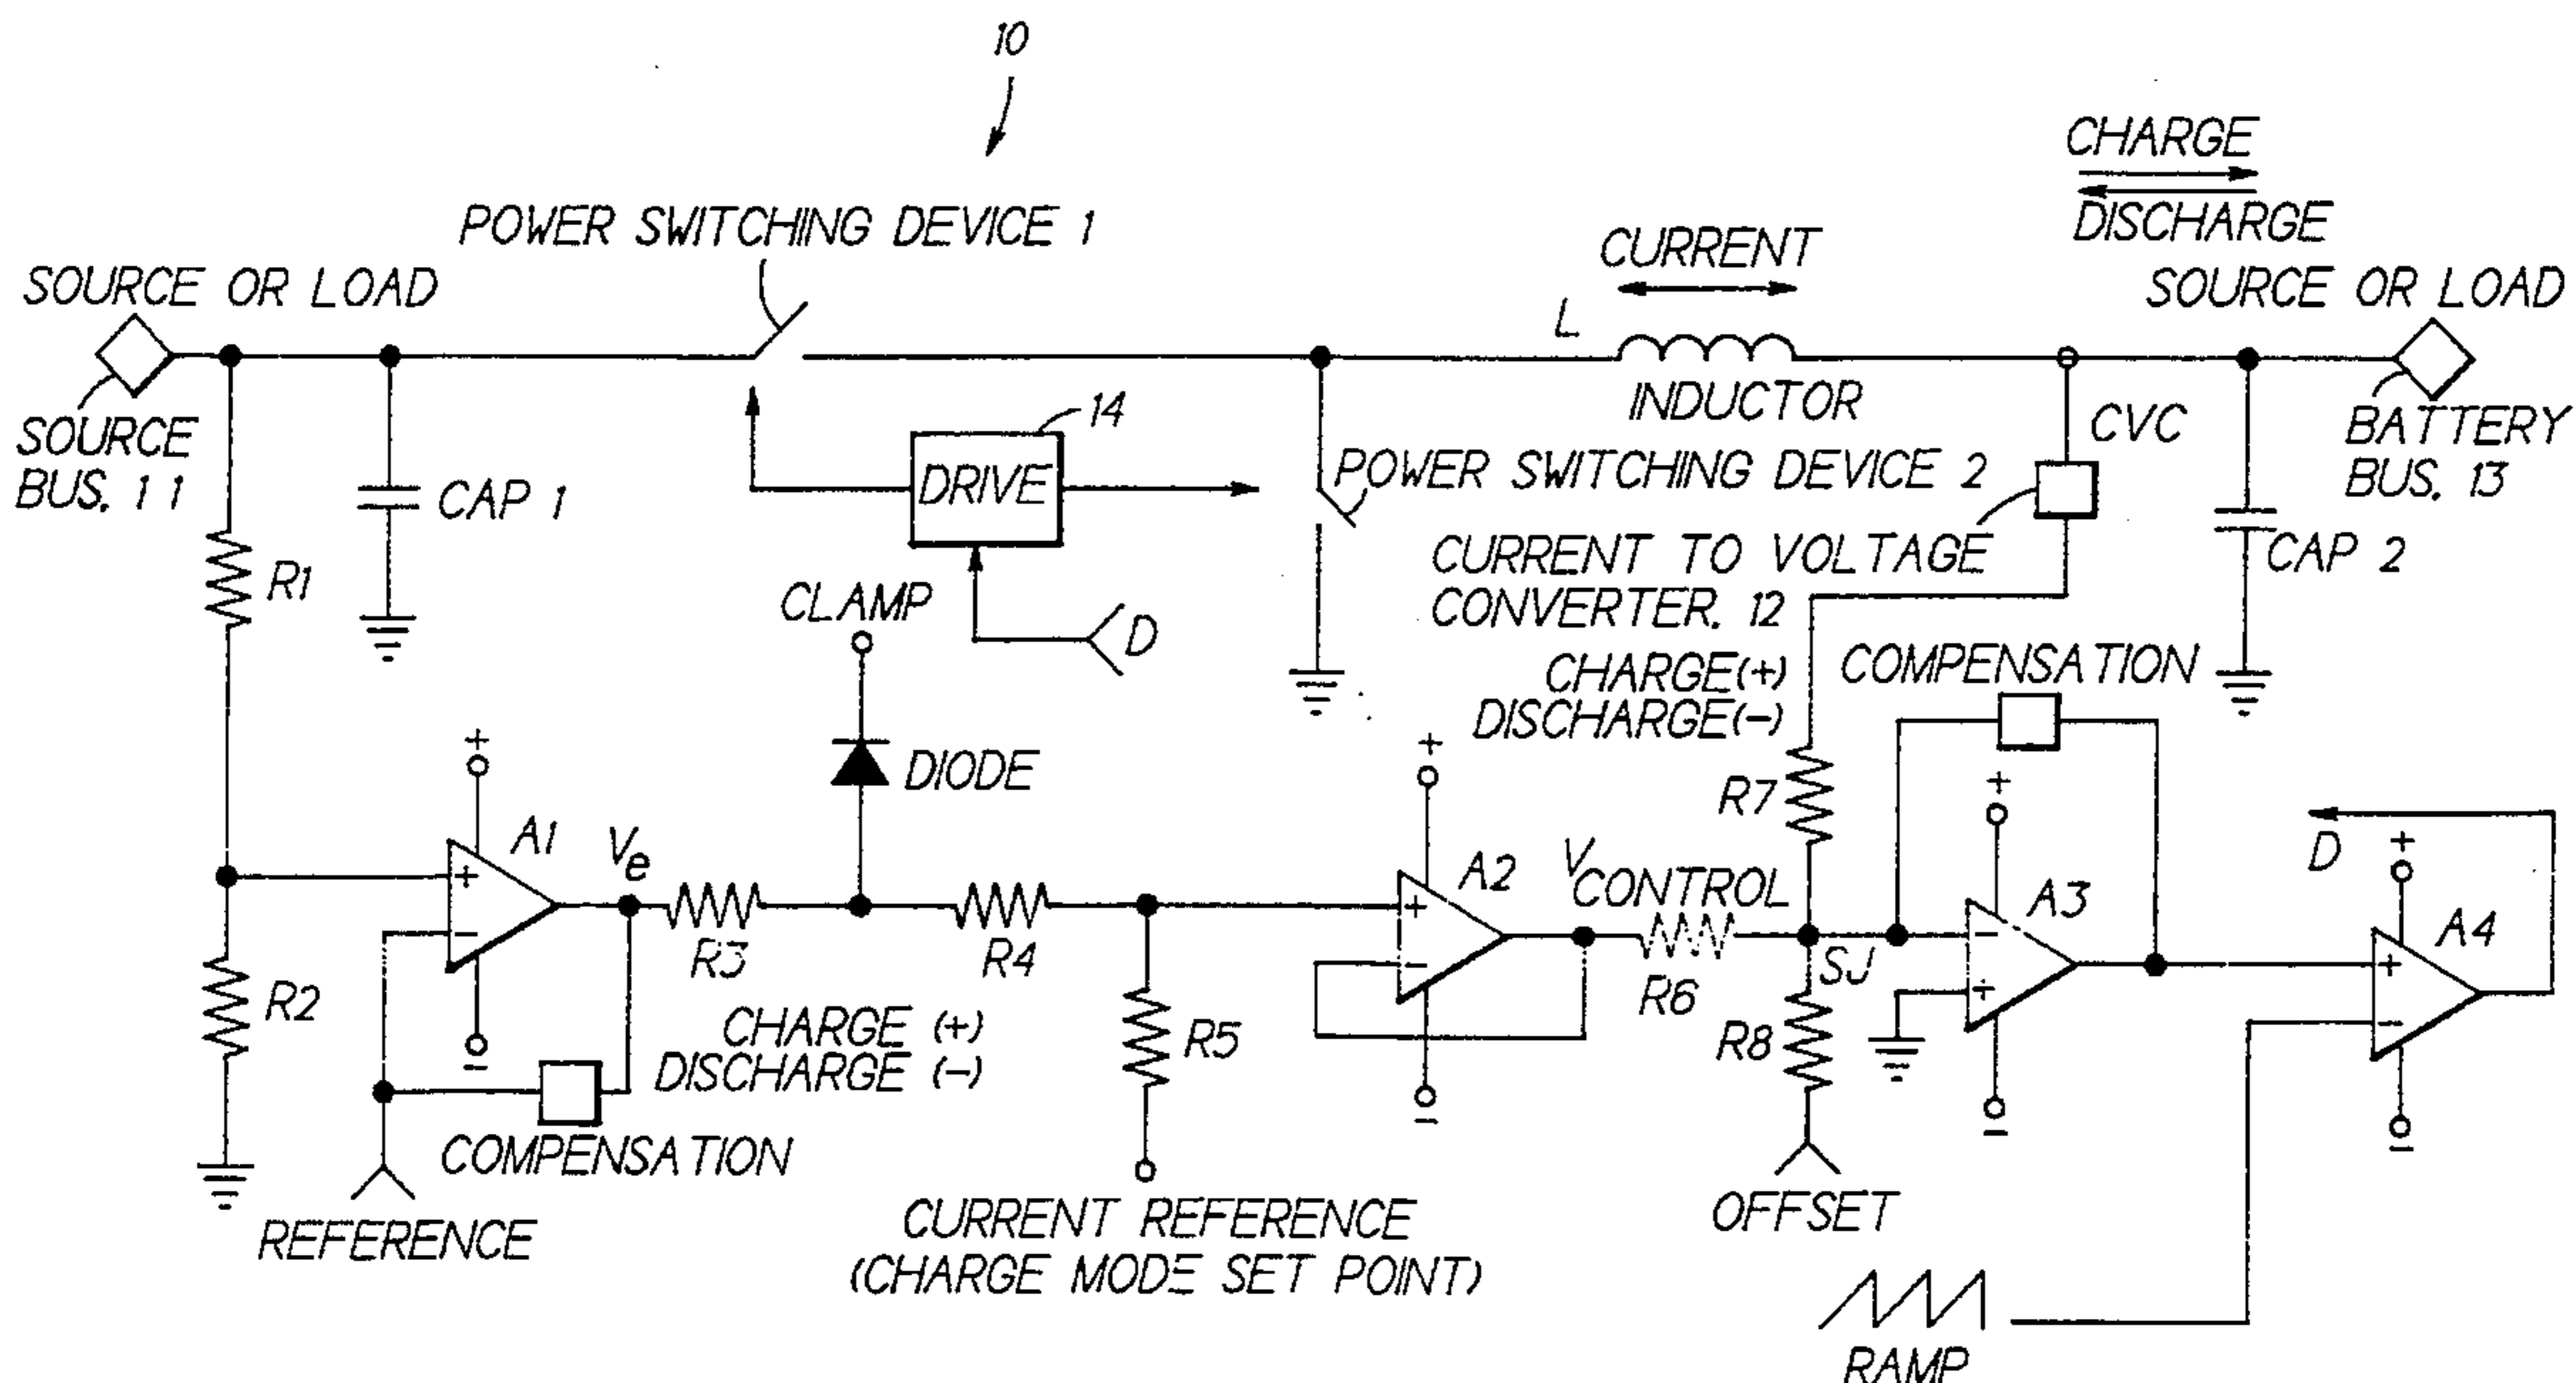 10
CHARGE
DISCHARGE
POWER SWITCHING DEVICE 1
CURRENT
SOURCE OR LOAD
SOURCE OR LOAD
L
INDUCTOR
14
CVC
SOURCE
BUS. 11
BATTERY
BUS. 13
CAP 1
DRIVE
POWER SWITCHING DEVICE 2
R1
CURRENT TO VOLTAGE
CONVERTER. 12
CAP 2
CLAMP
D
CHARGE(+)
DISCHARGE(-)
COMPENSATION
+
DIODE
+
R7
+
A1
Ve
D
+
VCONTROL
A2
A3
A4
+
-
R3
R4
+
-
R6
SJ
-
+
+
-
R2
R8
CHARGE (+)
DISCHARGE (-)
R5
-
-
-
-
COMPENSATION
REFERENCE
CURRENT REFERENCE
(CHARGE MODE SET POINT)
OFFSET
RAMP